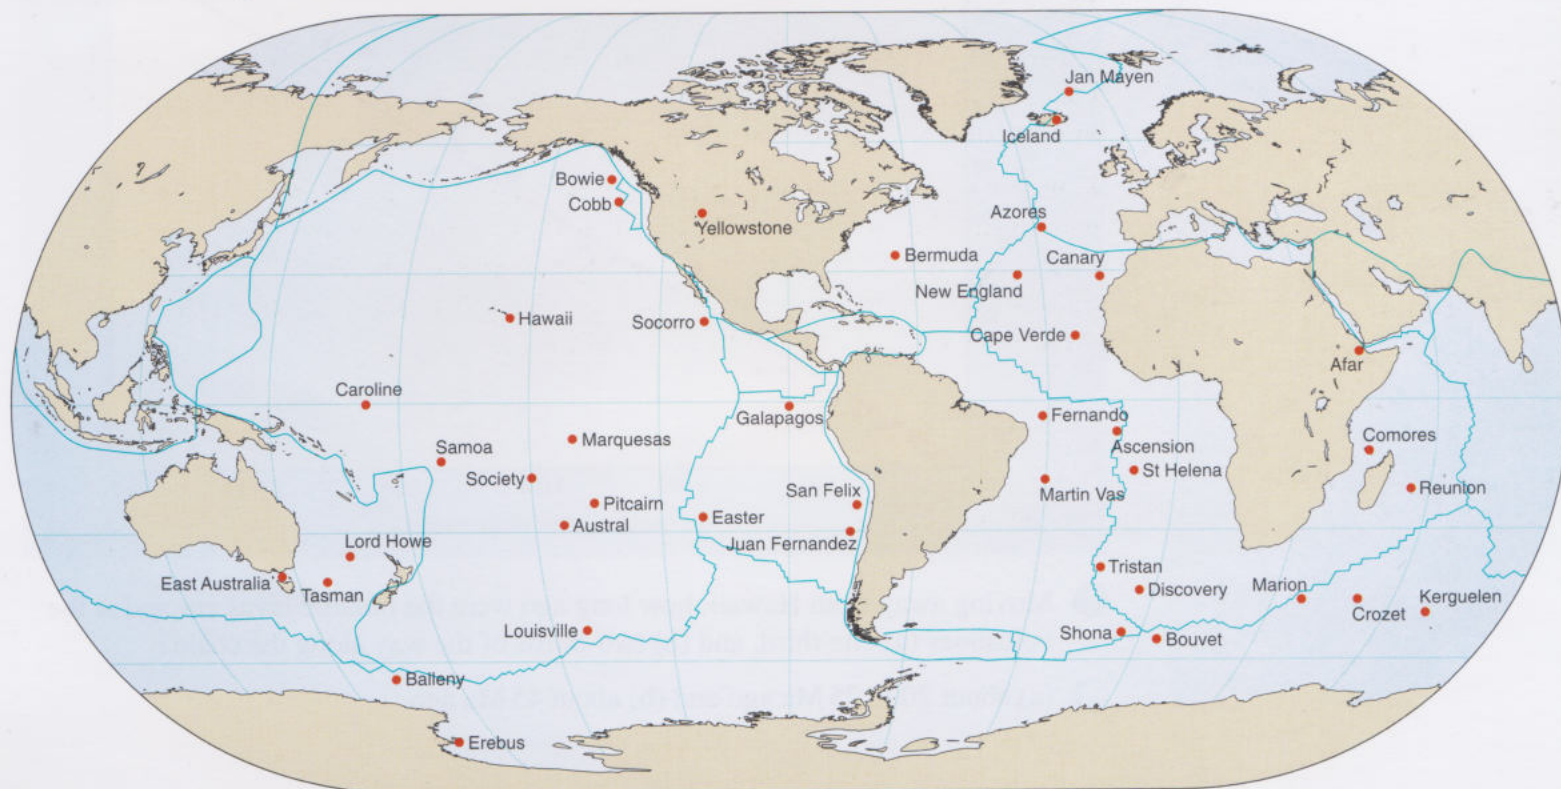 Jan Mayen
Iceland
Bowie
Cobb
Yellowstone
Azores
Bermuda
Canary
New England
Hawaii
Socorro
Cape Verde
Afar
Caroline
Galapagos
Fernando
Ascension
Comores
Samoa
Marquesas
Society
St Helena
Martin Vas
Reunion
San Felix
Pitcairn
Easter
Austral
Juan Fernandez
Lord Howe
East Australia
Tasman
Tristan
Discovery
Marion
Crozet
Kerguelen
Louisville
Shona
Bouvet
Balleny
Erebus